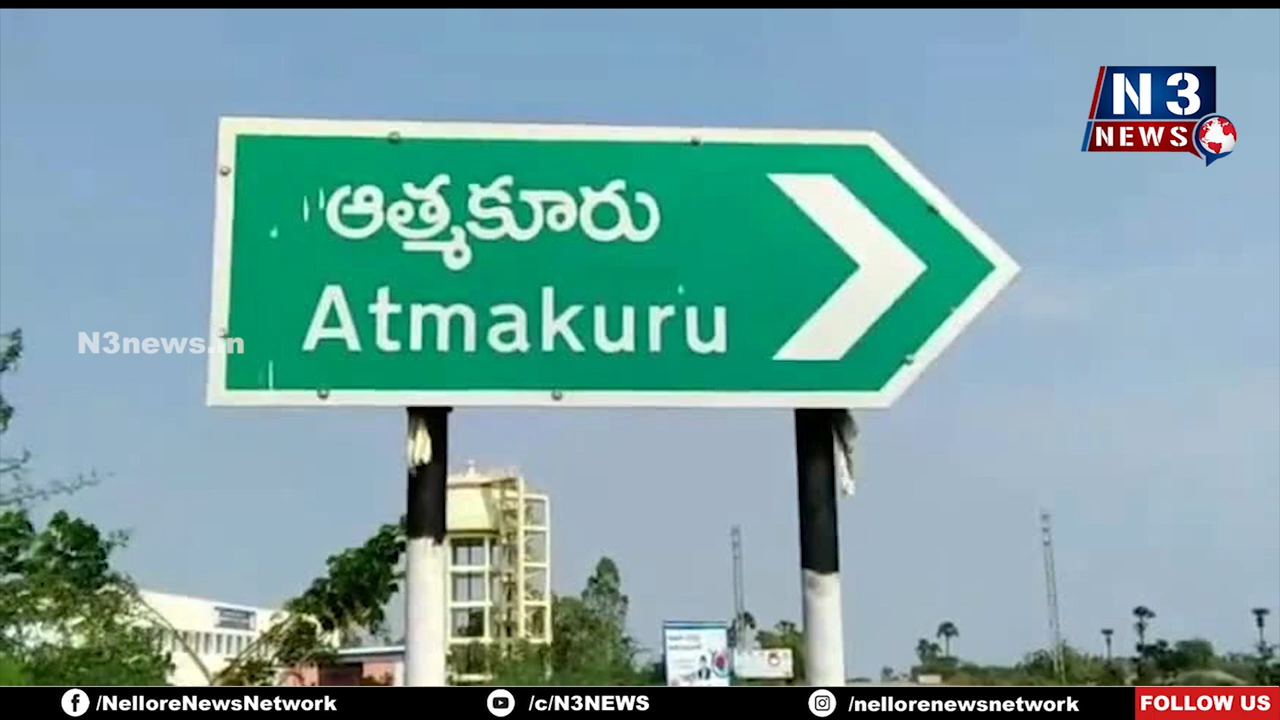 N3
NEWS
ఆత్మకూరు
Atmakuru
N3news.in
/NelloreNewsNetwork
/c/N3NEWS
/nellorenewsnetwork
FOLLOW US